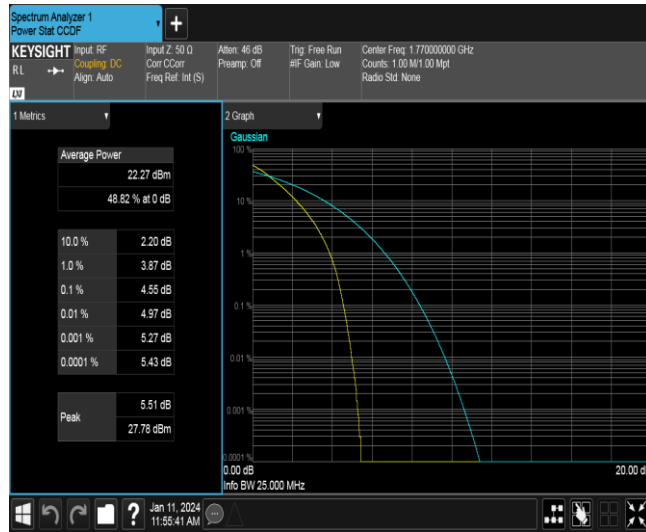 Spectrum Analyzer 1
Power Stat CCDF
+
KEYSIGHT
R L
LXI
Input: RF
Coupling: DC
Align: Auto
Input Z: 50 Ω
Corr CCorr
Freq Ref: Int (S)
Atten: 46 dB
Preamp: Off
Trig: Free Run
#IF Gain: Low
Center Freq: 1.770000000 GHz
Counts: 1.00 M/1.00 Mpt
Radio Std: None
1 Metrics
Average Power
22.27 dBm
48.82 % at 0 dB
10.0 % 2.20 dB
1.0 % 3.87 dB
0.1 % 4.55 dB
0.01 % 4.97 dB
0.001 % 5.27 dB
0.0001 % 5.43 dB
Peak
5.51 dB
27.78 dBm
2 Graph
Gaussian
100 %
10 %
1 %
0.1 %
0.01 %
0.001 %
0.0001 %
0.00 dB
20.00 d
Info BW 25.000 MHz
?
Jan 11, 2024
11:55:41 AM